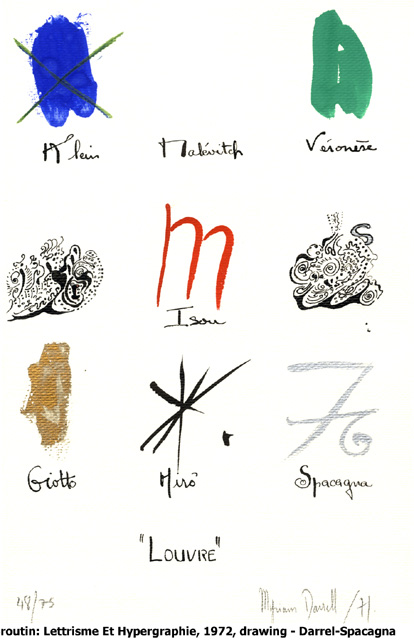 Klein Malévitch Véronèse
m
Isou
Giotto Miró Spacagna
"LOUVRE"
48/75 Myriam Darrell /71.
routin: Lettrisme Et Hypergraphie, 1972, drawing - Darrel-Spacagna